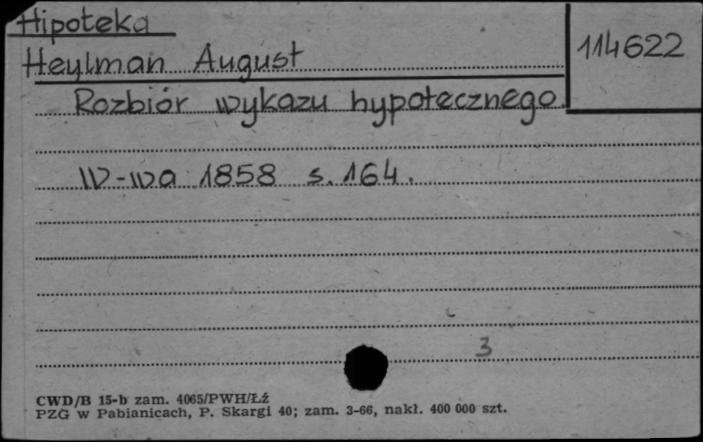 Hipoteka
114622
Heylman August
Rozbiór wykazu hypotecznego.
W-wa 1858 s. 164.
3
CWD/B 15-b zam. 4065/PWH/Łź
PZG w Pabianicach, P. Skargi 40; zam. 3-66, nakł. 400 000 szt.